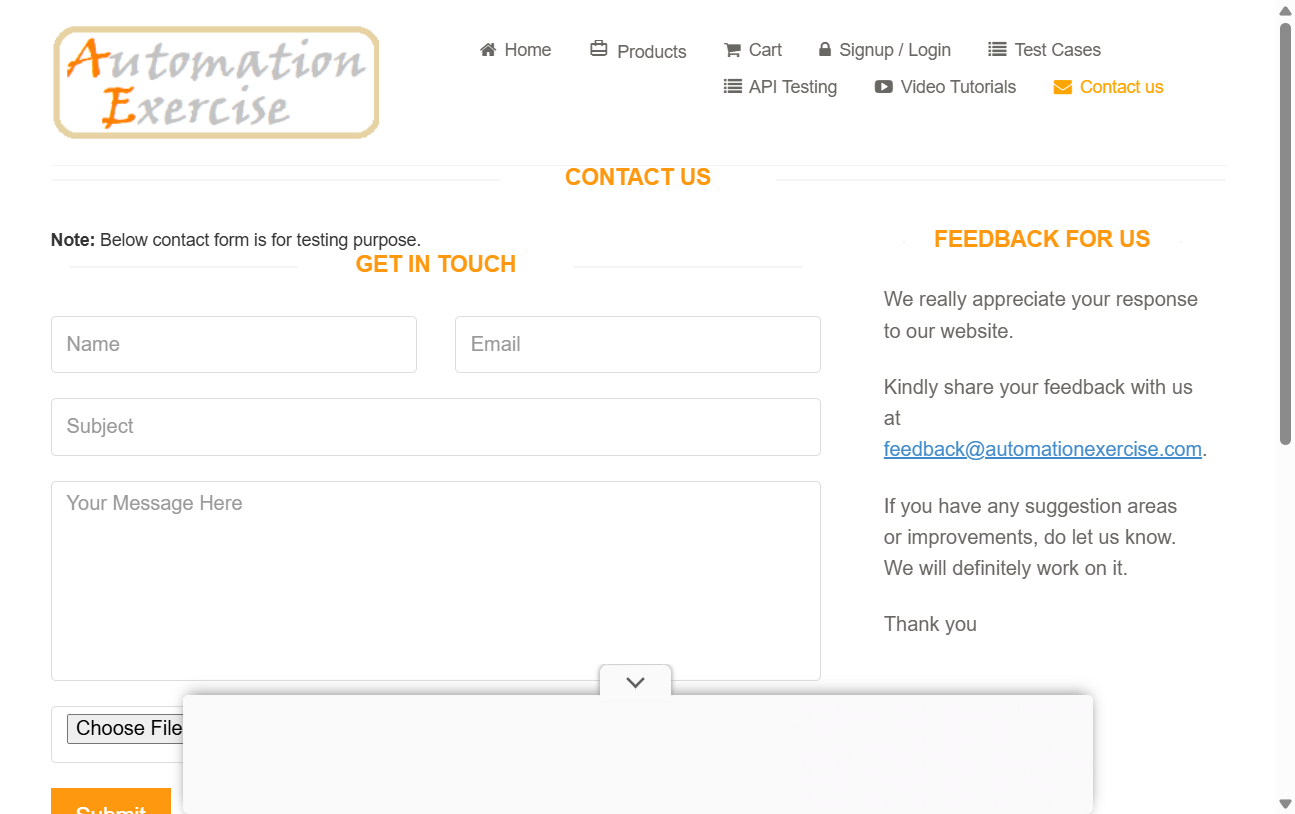 Automation
Exercise
Home
Products
Cart
Signup / Login
Test Cases
API Testing
Video Tutorials
Contact us
CONTACT US
Note: Below contact form is for testing purpose.
GET IN TOUCH
Name
Email
Subject
Your Message Here
Choose File
Submit
FEEDBACK FOR US
We really appreciate your response
to our website.
Kindly share your feedback with us
at
feedback@automationexercise.com.
If you have any suggestion areas
or improvements, do let us know.
We will definitely work on it.
Thank you